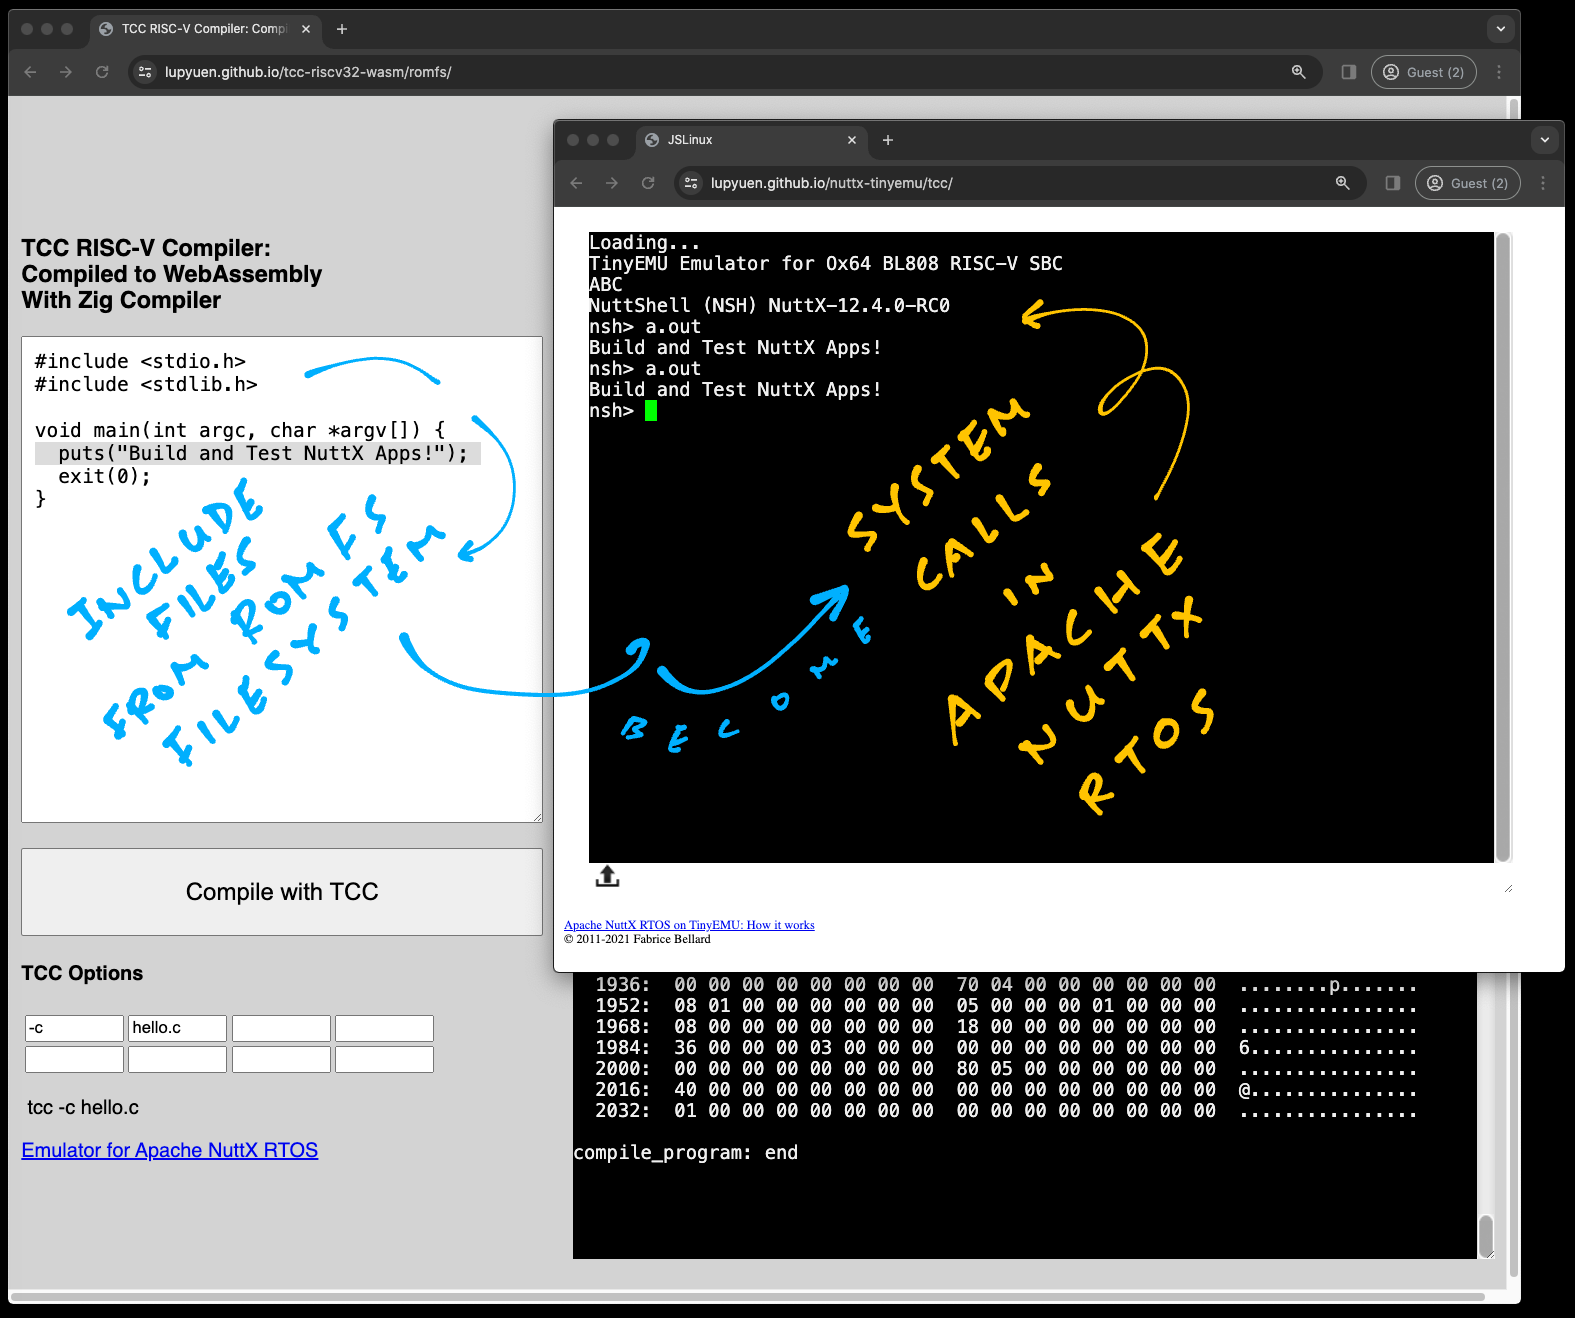 TCC RISC-V Compiler: Compi
lupyuen.github.io/tcc-riscv32-wasm/romfs/
Guest (2)
TCC RISC-V Compiler:
Compiled to WebAssembly
With Zig Compiler
#include <stdio.h>
#include <stdlib.h>
void main(int argc, char *argv[]) {
  puts("Build and Test NuttX Apps!");
  exit(0);
}
INCLUDE
FILES
FROM ROM FS
FILESYSTEM
Compile with TCC
TCC Options
-c hello.c
tcc -c hello.c
Emulator for Apache NuttX RTOS
JSLinux
lupyuen.github.io/nuttx-tinyemu/tcc/
Guest (2)
Loading...
TinyEMU Emulator for Ox64 BL808 RISC-V SBC
ABC
NuttShell (NSH) NuttX-12.4.0-RC0
nsh> a.out
Build and Test NuttX Apps!
nsh> a.out
Build and Test NuttX Apps!
nsh>
BECOME
SYSTEM
CALLS
IN
APACHE
NUTTX
RTOS
Apache NuttX RTOS on TinyEMU: How it works
© 2011-2021 Fabrice Bellard
1936:  00 00 00 00 00 00 00 00  70 04 00 00 00 00 00 00  ........p.......
1952:  08 01 00 00 00 00 00 00  05 00 00 00 01 00 00 00  ................
1968:  08 00 00 00 00 00 00 00  18 00 00 00 00 00 00 00  ................
1984:  36 00 00 00 03 00 00 00  00 00 00 00 00 00 00 00  6...............
2000:  00 00 00 00 00 00 00 00  80 05 00 00 00 00 00 00  ................
2016:  40 00 00 00 00 00 00 00  00 00 00 00 00 00 00 00  @...............
2032:  01 00 00 00 00 00 00 00  00 00 00 00 00 00 00 00  ................
compile_program: end